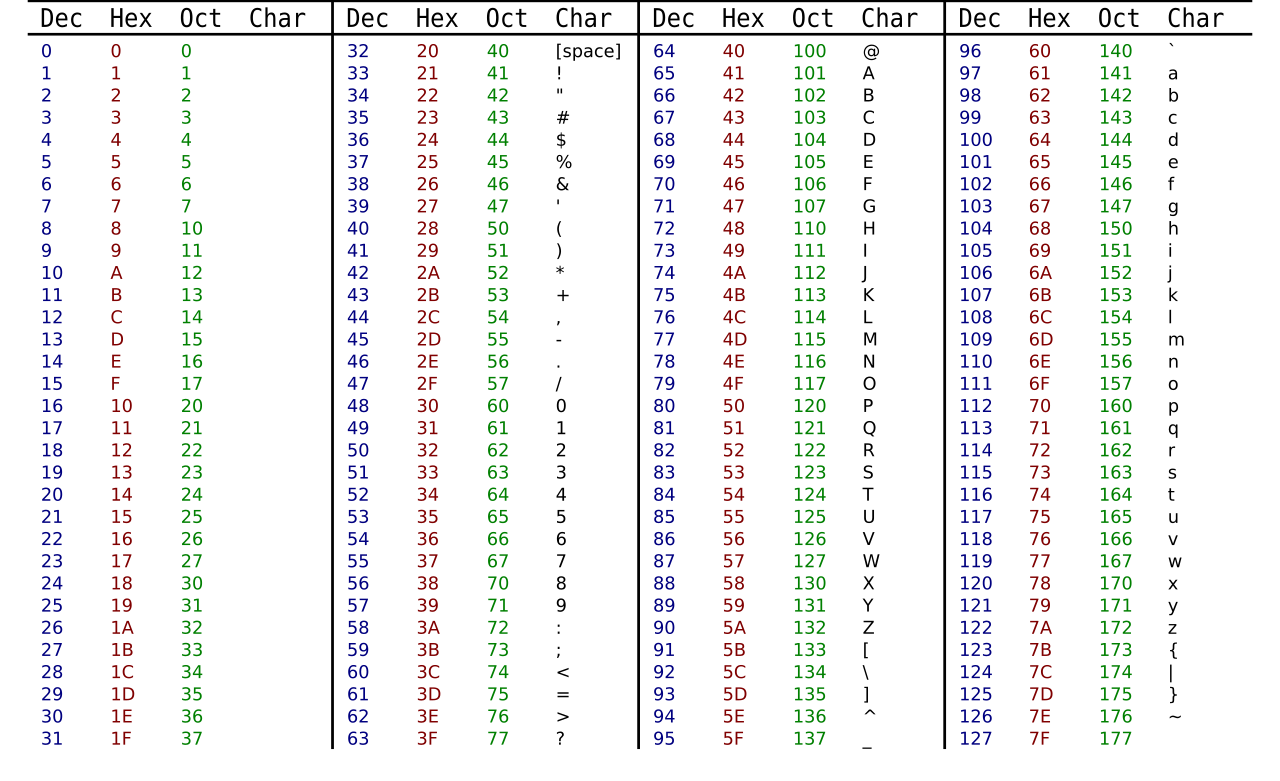 Dec Hex Oct Char Dec Hex Oct Char Dec Hex Oct Char Dec Hex Oct Char
0 0 0 32 20 40 [space] 64 40 100 @ 96 60 140 `
1 1 1 33 21 41 ! 65 41 101 A 97 61 141 a
2 2 2 34 22 42 " 66 42 102 B 98 62 142 b
3 3 3 35 23 43 # 67 43 103 C 99 63 143 c
4 4 4 36 24 44 $ 68 44 104 D 100 64 144 d
5 5 5 37 25 45 % 69 45 105 E 101 65 145 e
6 6 6 38 26 46 & 70 46 106 F 102 66 146 f
7 7 7 39 27 47 ' 71 47 107 G 103 67 147 g
8 8 10 40 28 50 ( 72 48 110 H 104 68 150 h
9 9 11 41 29 51 ) 73 49 111 I 105 69 151 i
10 A 12 42 2A 52 * 74 4A 112 J 106 6A 152 j
11 B 13 43 2B 53 + 75 4B 113 K 107 6B 153 k
12 C 14 44 2C 54 , 76 4C 114 L 108 6C 154 l
13 D 15 45 2D 55 - 77 4D 115 M 109 6D 155 m
14 E 16 46 2E 56 . 78 4E 116 N 110 6E 156 n
15 F 17 47 2F 57 / 79 4F 117 O 111 6F 157 o
16 10 20 48 30 60 0 80 50 120 P 112 70 160 p
17 11 21 49 31 61 1 81 51 121 Q 113 71 161 q
18 12 22 50 32 62 2 82 52 122 R 114 72 162 r
19 13 23 51 33 63 3 83 53 123 S 115 73 163 s
20 14 24 52 34 64 4 84 54 124 T 116 74 164 t
21 15 25 53 35 65 5 85 55 125 U 117 75 165 u
22 16 26 54 36 66 6 86 56 126 V 118 76 166 v
23 17 27 55 37 67 7 87 57 127 W 119 77 167 w
24 18 30 56 38 70 8 88 58 130 X 120 78 170 x
25 19 31 57 39 71 9 89 59 131 Y 121 79 171 y
26 1A 32 58 3A 72 : 90 5A 132 Z 122 7A 172 z
27 1B 33 59 3B 73 ; 91 5B 133 [ 123 7B 173 {
28 1C 34 60 3C 74 < 92 5C 134 \ 124 7C 174 |
29 1D 35 61 3D 75 = 93 5D 135 ] 125 7D 175 }
30 1E 36 62 3E 76 > 94 5E 136 ^ 126 7E 176 ~
31 1F 37 63 3F 77 ? 95 5F 137 _ 127 7F 177